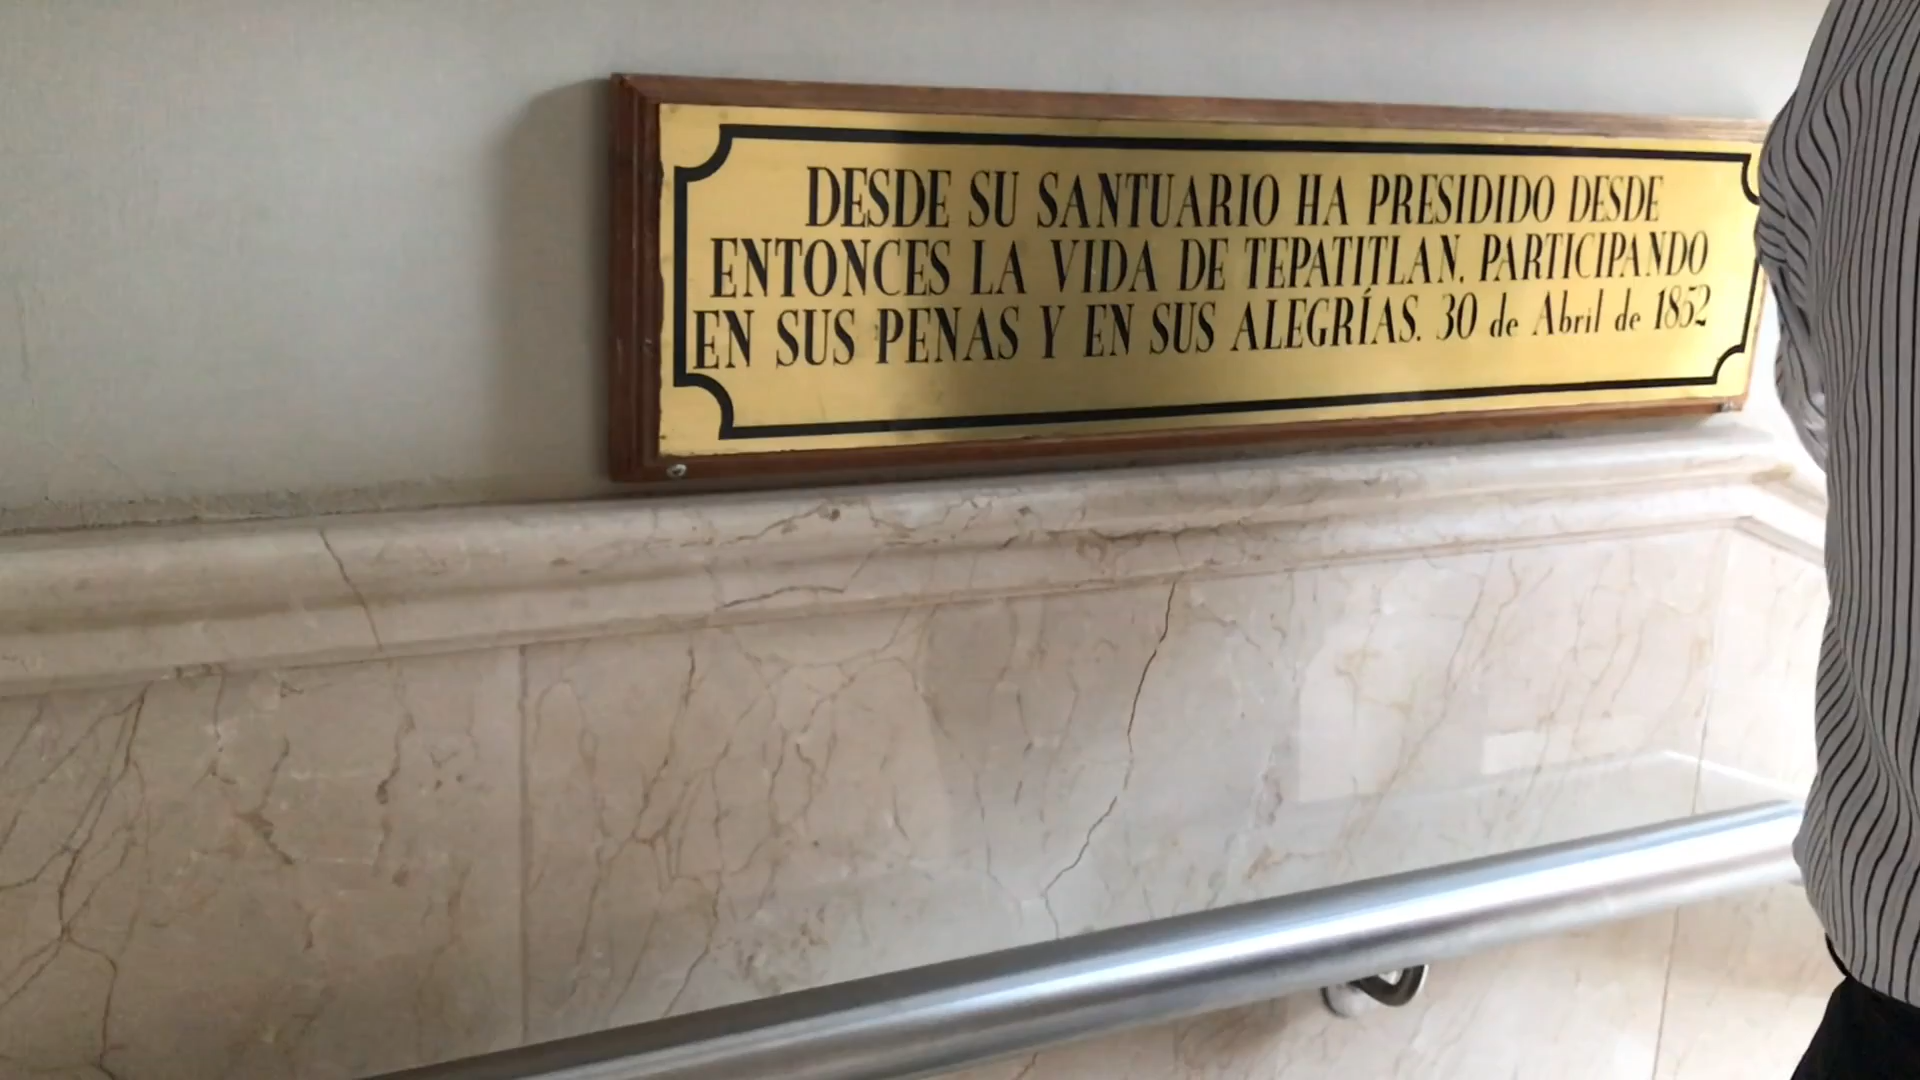 DESDE SU SANTUARIO HA PRESIDIDO DESDE
ENTONCES LA VIDA DE TEPATITLAN. PARTICIPANDO
EN SUS PENAS Y EN SUS ALEGRÍAS. 30 de Abril de 1852